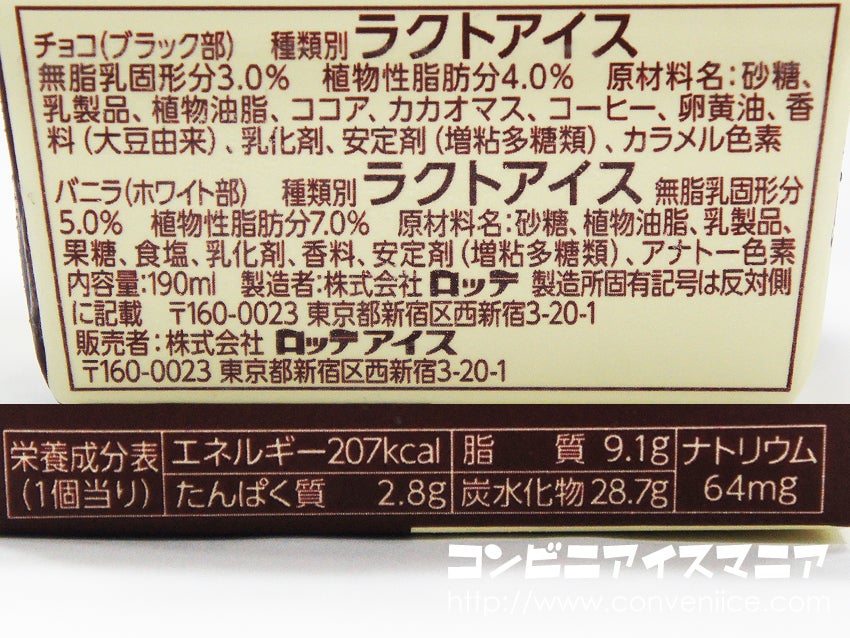 チョコ(ブラック部) 種類別 ラクトアイス
無脂乳固形分3.0% 植物性脂肪分4.0% 原材料名:砂糖、
乳製品、植物油脂、ココア、カカオマス、コーヒー、卵黄油、香
料(大豆由来)、乳化剤、安定剤(増粘多糖類)、カラメル色素
バニラ(ホワイト部) 種類別 ラクトアイス 無脂乳固形分
5.0% 植物性脂肪分7.0% 原材料名:砂糖、植物油脂、乳製品、
果糖、食塩、乳化剤、香料、安定剤(増粘多糖類)、アナトー色素
内容量:190ml 製造者:株式会社 ロッテ 製造所固有記号は反対側
に記載 〒160-0023 東京都新宿区西新宿3-20-1
販売者:株式会社 ロッテアイス
〒160-0023 東京都新宿区西新宿3-20-1
栄養成分表 エネルギー207kcal 脂質 9.1g ナトリウム
(1個当り) たんぱく質 2.8g 炭水化物28.7g 64mg
コンビニアイスマニア
http://www.conveniice.com/